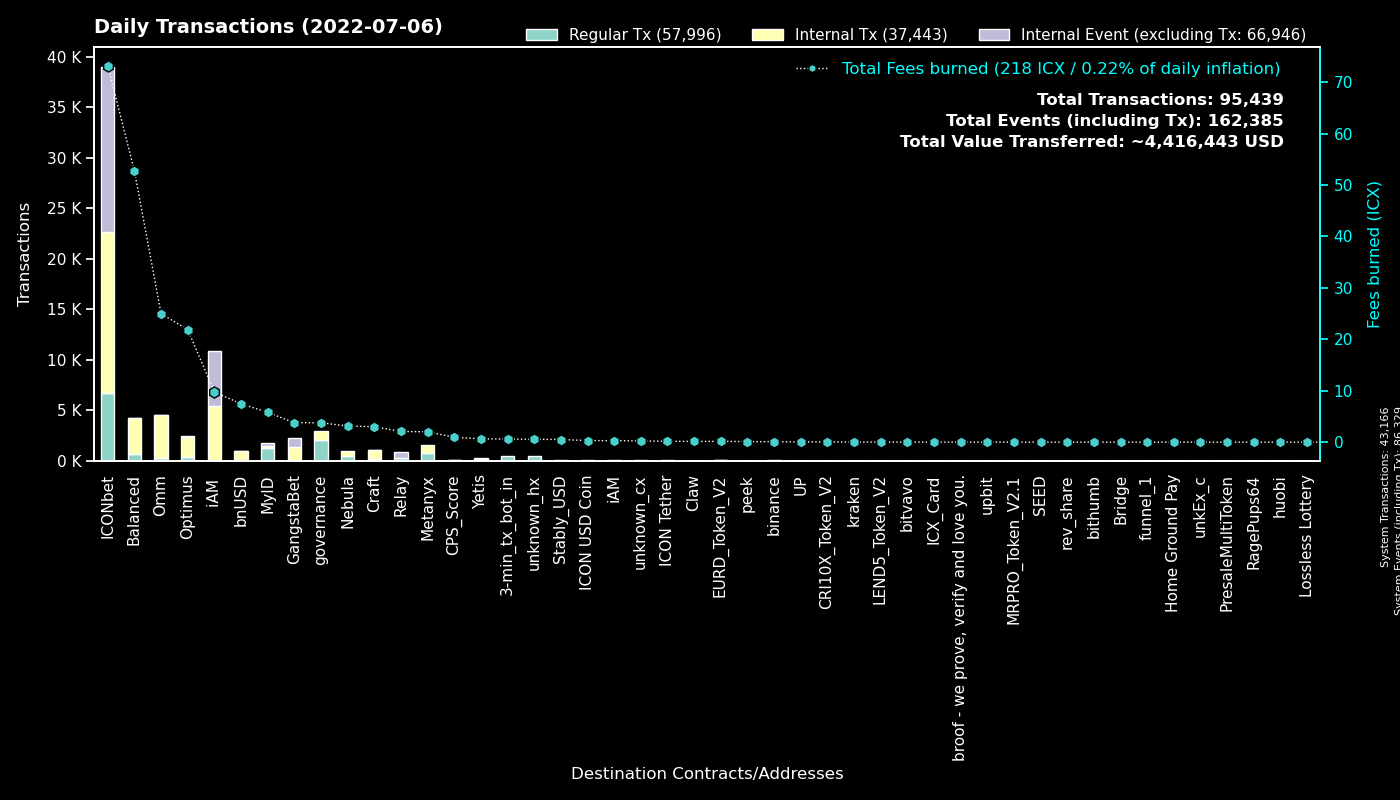 Daily Transactions (2022-07-06)
Regular Tx (57,996)
Internal Tx (37,443)
Internal Event (excluding Tx: 66,946)
Total Fees burned (218 ICX / 0.22% of daily inflation)
Total Transactions: 95,439
Total Events (including Tx): 162,385
Total Value Transferred: ~4,416,443 USD
Transactions
40 K
35 K
30 K
25 K
20 K
15 K
10 K
5 K
0 K
70
60
50
40
30
20
10
0
Fees burned (ICX)
System Transactions: 43,166
System Events (including Tx): 86,329
ICONbet
Balanced
Omm
Optimus
iAM
bnUSD
MyID
GangstaBet
governance
Nebula
Craft
Relay
Metanyx
CPS_Score
Yetis
3-min_tx_bot_in
unknown_hx
Stably_USD
ICON USD Coin
iAM
unknown_cx
ICON Tether
Claw
EURD_Token_V2
peek
binance
UP
CRI10X_Token_V2
kraken
LEND5_Token_V2
bitvavo
ICX_Card
broof - we prove, verify and love you.
upbit
MRPRO_Token_V2.1
SEED
rev_share
bithumb
Bridge
funnel_1
Home Ground Pay
unkEx_c
PresaleMultiToken
RagePups64
huobi
Lossless Lottery
Destination Contracts/Addresses